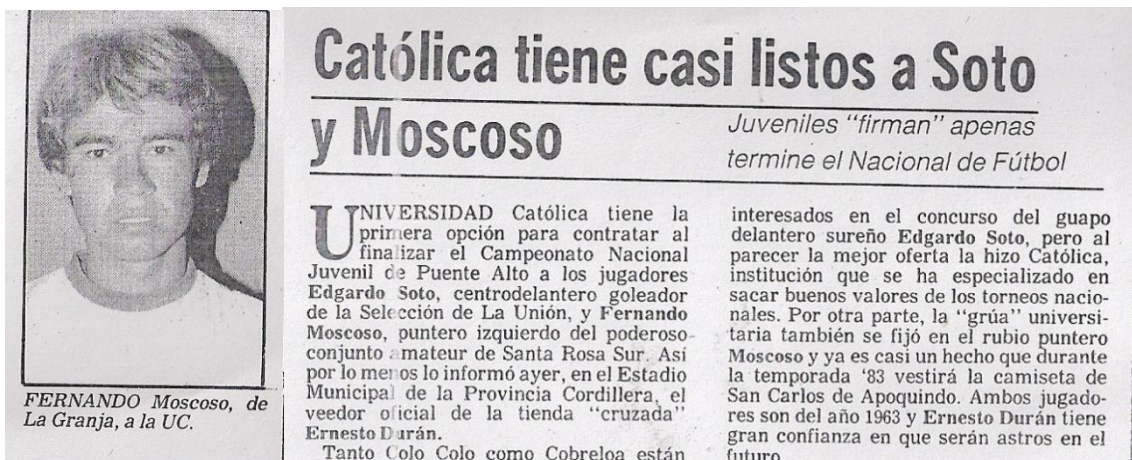 Católica tiene casi listos a Soto
y Moscoso
Juveniles "firman" apenas
termine el Nacional de Fútbol
UNIVERSIDAD Católica tiene la
primera opción para contratar al
finalizar el Campeonato Nacional
Juvenil de Puente Alto a los jugadores
Edgardo Soto, centrodelantero goleador
de la Selección de La Unión, y Fernando
Moscoso, puntero izquierdo del poderoso
conjunto amateur de Santa Rosa Sur. Así
por lo menos lo informó ayer, en el Estadio
Municipal de la Provincia Cordillera, el
veedor oficial de la tienda "cruzada"
Ernesto Durán.
Tanto Colo Colo como Cobreloa están
interesados en el concurso del guapo
delantero sureño Edgardo Soto, pero al
parecer la mejor oferta la hizo Católica,
institución que se ha especializado en
sacar buenos valores de los torneos nacio-
nales. Por otra parte, la "grúa" universi-
taria también se fijó en el rubio puntero
Moscoso y ya es casi un hecho que durante
la temporada '83 vestirá la camiseta de
San Carlos de Apoquindo. Ambos jugado-
res son del año 1963 y Ernesto Durán tiene
gran confianza en que serán astros en el
futuro.
FERNANDO Moscoso, de
La Granja, a la UC.